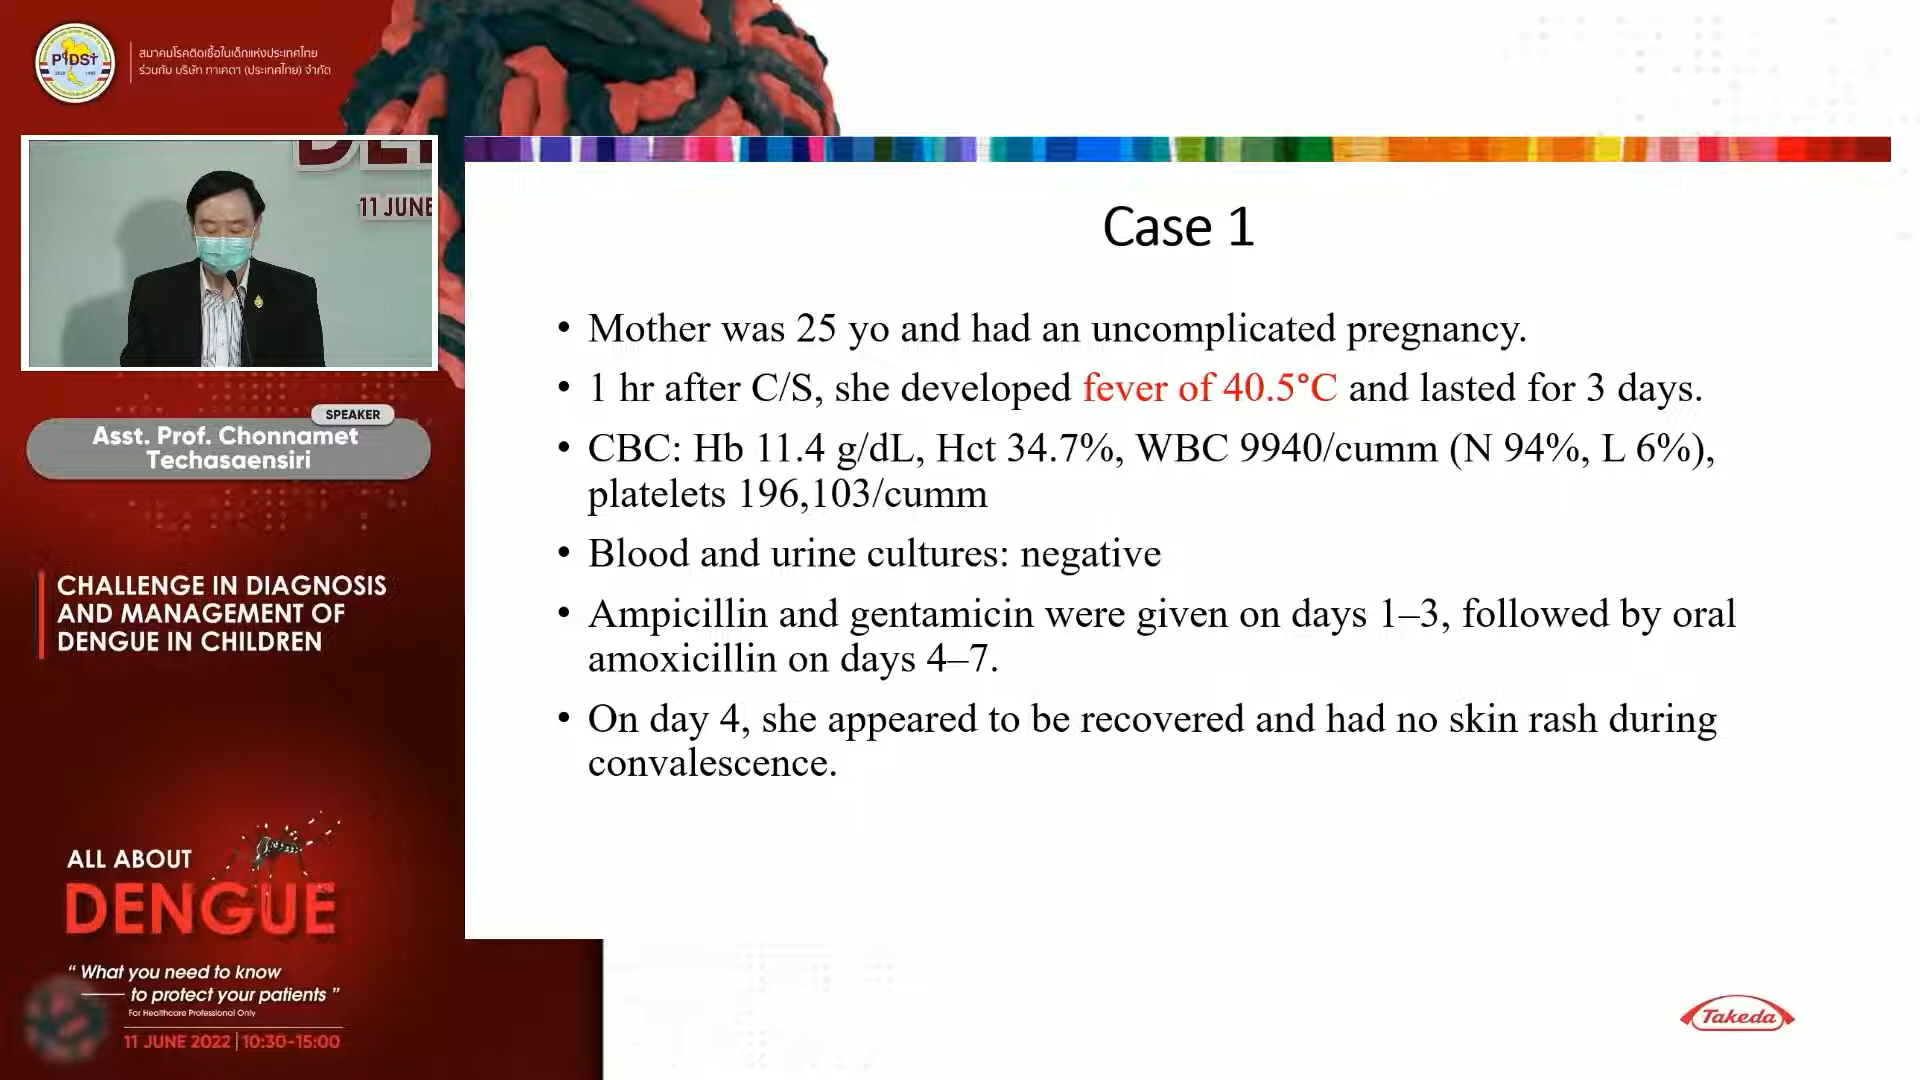 PIDST
สมาคมโรคติดเชื้อในเด็กแห่งประเทศไทย
ร่วมกับ บริษัท ทาเคดา (ประเทศไทย) จำกัด
11 JUNE
SPEAKER
Asst. Prof. Chonnamet
Techasaensiri
CHALLENGE IN DIAGNOSIS
AND MANAGEMENT OF
DENGUE IN CHILDREN
ALL ABOUT
DENGUE
“ What you need to know
to protect your patients ”
For Healthcare Professional Only
11 JUNE 2022 | 10:30-15:00
Case 1
• Mother was 25 yo and had an uncomplicated pregnancy.
• 1 hr after C/S, she developed fever of 40.5°C and lasted for 3 days.
• CBC: Hb 11.4 g/dL, Hct 34.7%, WBC 9940/cumm (N 94%, L 6%),
platelets 196,103/cumm
• Blood and urine cultures: negative
• Ampicillin and gentamicin were given on days 1–3, followed by oral
amoxicillin on days 4–7.
• On day 4, she appeared to be recovered and had no skin rash during
convalescence.
Takeda